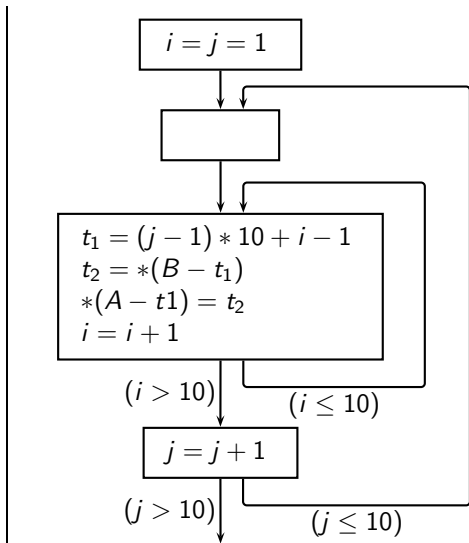 i = j = 1
t₁ = (j − 1) ∗ 10 + i − 1
t₂ = ∗(B − t₁)
∗(A − t1) = t₂
i = i + 1
(i > 10)
(i ≤ 10)
j = j + 1
(j > 10)
(j ≤ 10)